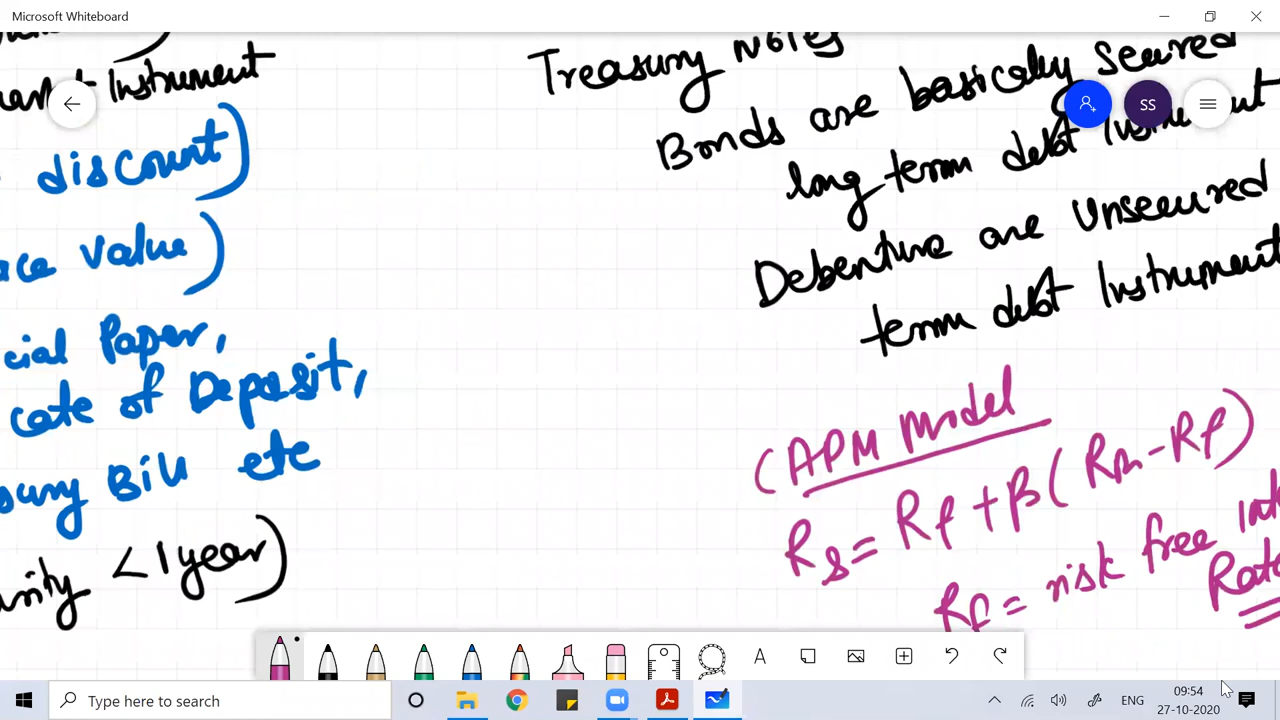 Microsoft Whiteboard
Instrument
discount)
Value)
Paper,
of Deposit,
Bill etc
<1 year)
Treasury Notes
Bonds are basically Secured
long term debt Instrument
Debenture are Unsecured
term debt Instrument
CAPM Model
Rs = Rf + β ( Rm - Rf )
Rf = risk free
Rate
SS
A
Type here to search
ENG
09:54
27-10-2020